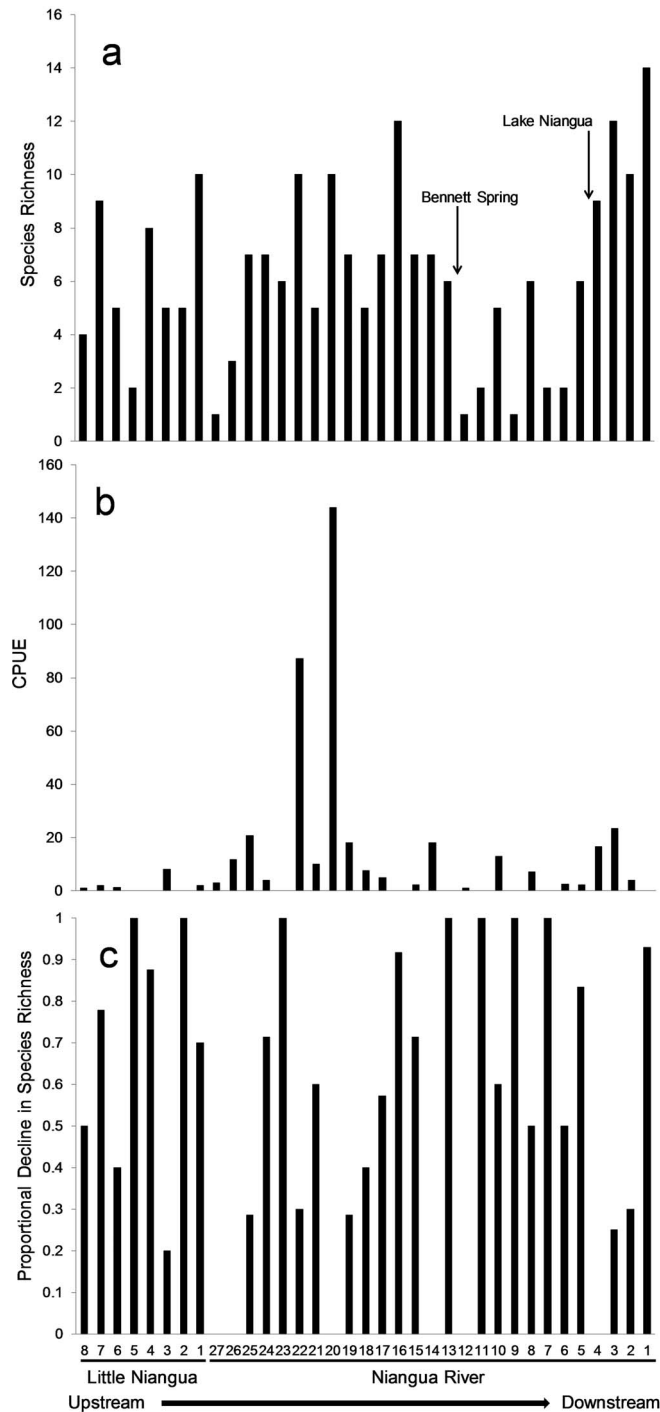 a
Species Richness
16
14
12
10
8
6
4
2
0
Lake Niangua
Bennett Spring
b
CPUE
160
140
120
100
80
60
40
20
0
c
Proportional Decline in Species Richness
1
0.9
0.8
0.7
0.6
0.5
0.4
0.3
0.2
0.1
0
8 7 6 5 4 3 2 1 27 26 25 24 23 22 21 20 19 18 17 16 15 14 13 12 11 10 9 8 7 6 5 4 3 2 1
Little Niangua Niangua River
Upstream Downstream